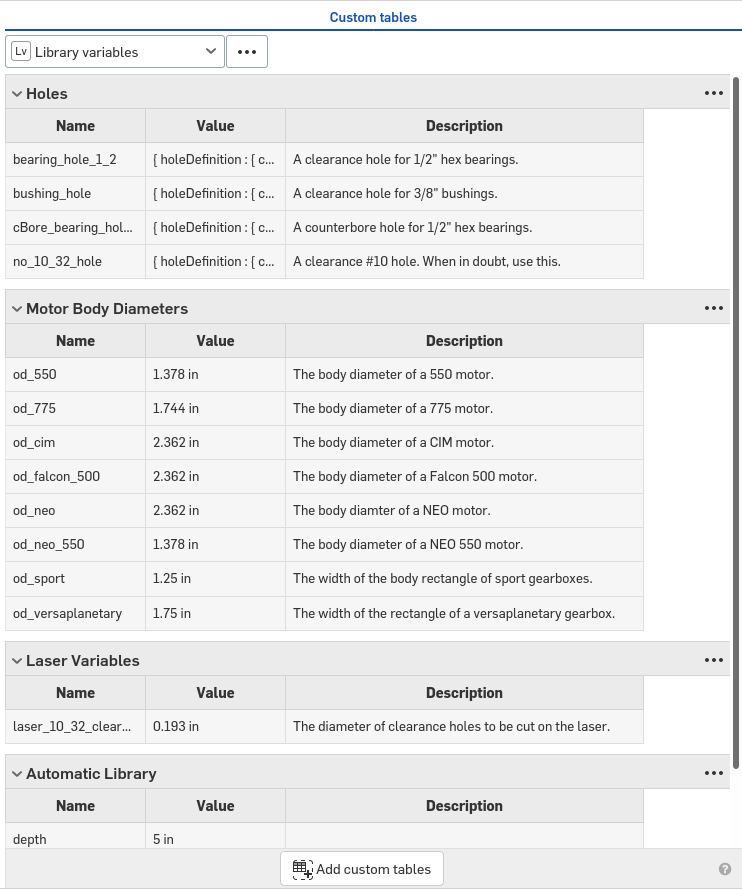 Custom tables
Lv Library variables
Holes
Name Value Description
bearing_hole_1_2 { holeDefinition : { c... A clearance hole for 1/2" hex bearings.
bushing_hole { holeDefinition : { c... A clearance hole for 3/8" bushings.
cBore_bearing_hol... { holeDefinition : { c... A counterbore hole for 1/2" hex bearings.
no_10_32_hole { holeDefinition : { c... A clearance #10 hole. When in doubt, use this.
Motor Body Diameters
Name Value Description
od_550 1.378 in The body diameter of a 550 motor.
od_775 1.744 in The body diameter of a 775 motor.
od_cim 2.362 in The body diameter of a CIM motor.
od_falcon_500 2.362 in The body diameter of a Falcon 500 motor.
od_neo 2.362 in The body diamter of a NEO motor.
od_neo_550 1.378 in The body diameter of a NEO 550 motor.
od_sport 1.25 in The width of the body rectangle of sport gearboxes.
od_versaplanetary 1.75 in The width of the rectangle of a versaplanetary gearbox.
Laser Variables
Name Value Description
laser_10_32_clear... 0.193 in The diameter of clearance holes to be cut on the laser.
Automatic Library
Name Value Description
depth 5 in
Add custom tables ?